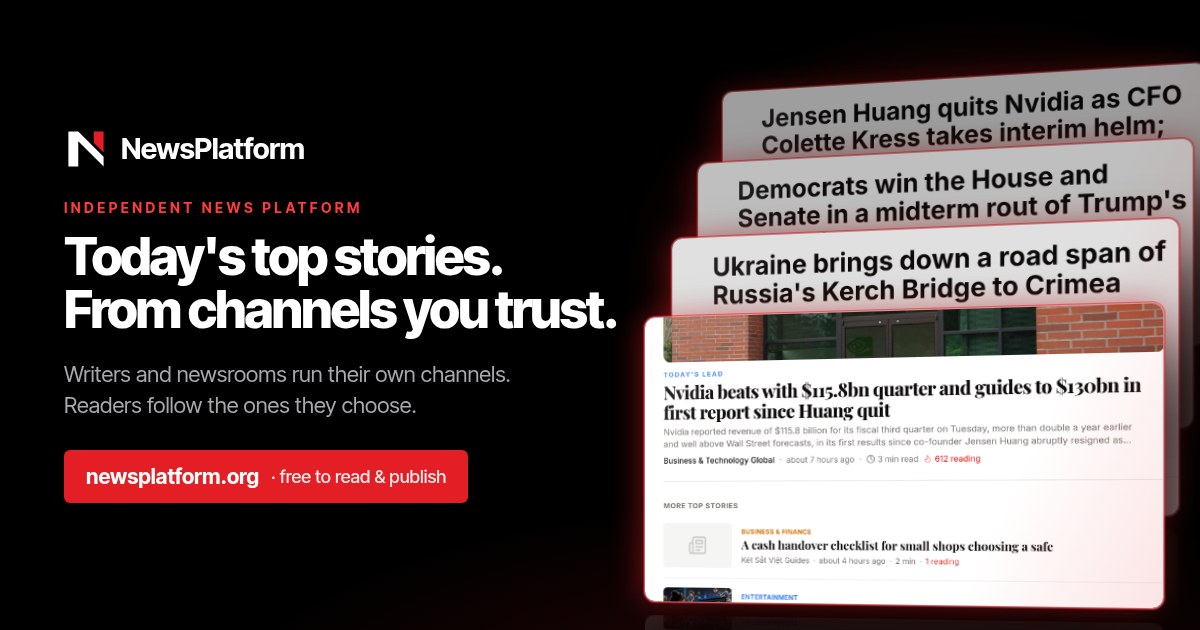 NewsPlatform
INDEPENDENT NEWS PLATFORM
Today's top stories.
From channels you trust.
Writers and newsrooms run their own channels.
Readers follow the ones they choose.
newsplatform.org · free to read & publish
Jensen Huang quits Nvidia as CFO
Colette Kress takes interim helm;
Democrats win the House and
Senate in a midterm rout of Trump's
Ukraine brings down a road span of
Russia's Kerch Bridge to Crimea
TODAY'S LEAD
Nvidia beats with $115.8bn quarter and guides to $130bn in
first report since Huang quit
Nvidia reported revenue of $115.8 billion for its fiscal third quarter on Tuesday, more than double a year earlier
and well above Wall Street forecasts, in its first results since co-founder Jensen Huang abruptly resigned as...
Business & Technology Global · about 7 hours ago · 3 min read 612 reading
MORE TOP STORIES
BUSINESS & FINANCE
A cash handover checklist for small shops choosing a safe
Két Sắt Việt Guides · about 4 hours ago · 2 min · 1 reading
ENTERTAINMENT